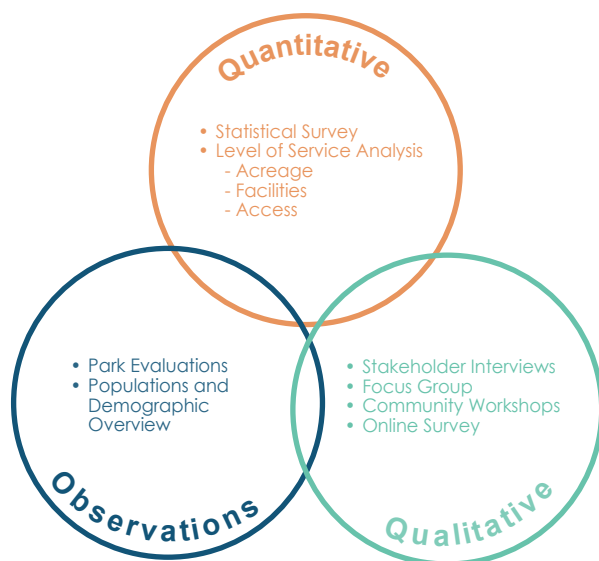 Quantitative
• Statistical Survey
• Level of Service Analysis
- Acreage
- Facilities
- Access
• Park Evaluations
• Populations and
Demographic
Overview
Observations
• Stakeholder Interviews
• Focus Group
• Community Workshops
• Online Survey
Qualitative